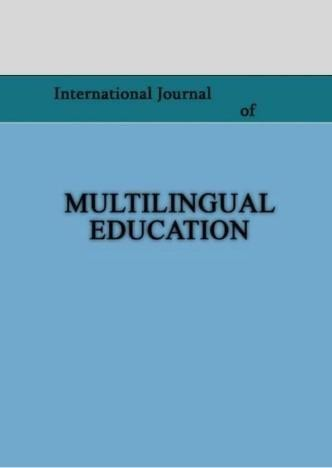 International Journal
of
MULTILINGUAL
EDUCATION